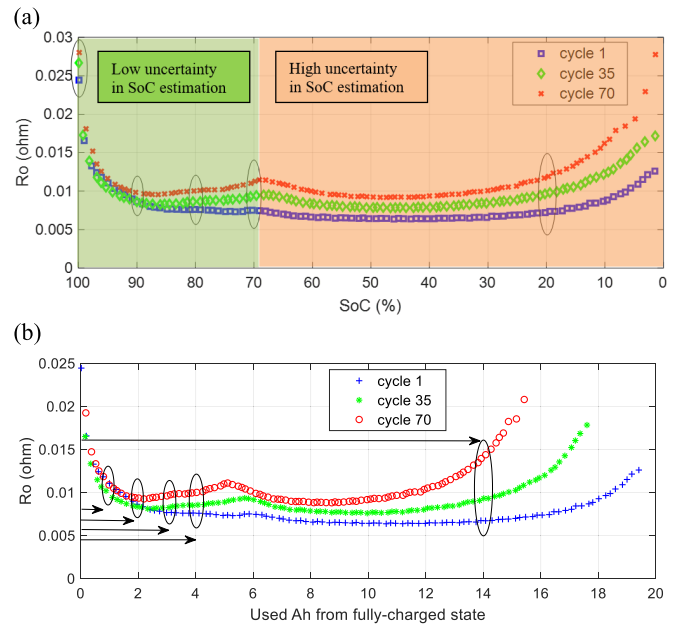 (a)
0.03
0.025
0.02
0.015
0.01
0.005
0
Ro (ohm)
Low uncertainty
in SoC estimation
High uncertainty
in SoC estimation
cycle 1
cycle 35
cycle 70
100 90 80 70 60 50 40 30 20 10 0
SoC (%)
(b)
0.025
0.02
0.015
0.01
0.005
0
Ro (ohm)
cycle 1
cycle 35
cycle 70
0 2 4 6 8 10 12 14 16 18 20
Used Ah from fully-charged state